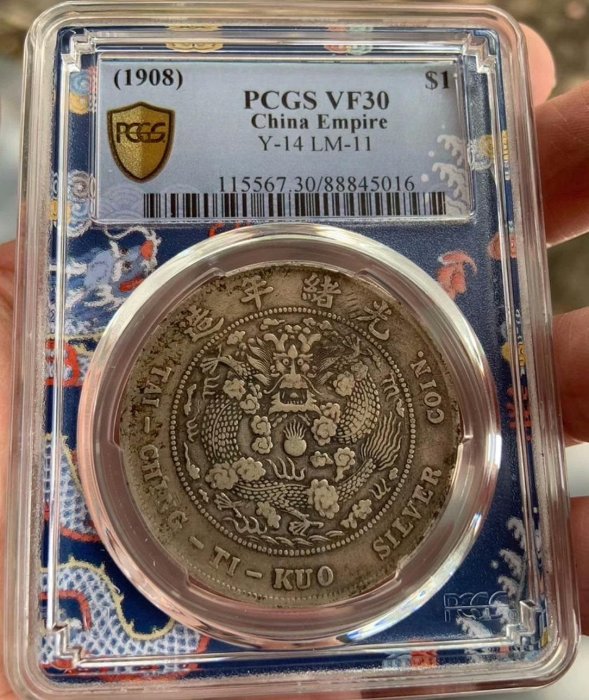 (1908) $1
PCGS
PCGS VF30
China Empire
Y-14 LM-11
115567.30/88845016
造年緒光
TAI-CHING-TI-KUO SILVER COIN.
PCGS